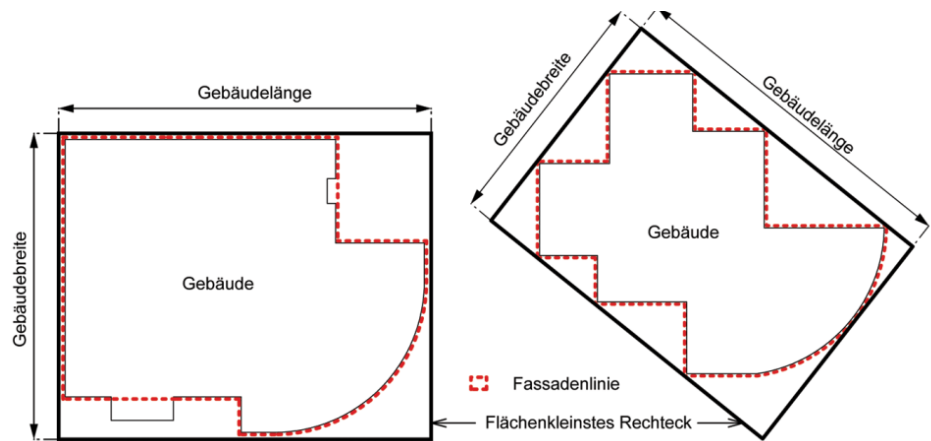 Gebäudelänge
Gebäudebreite
Gebäude
Gebäudebreite
Gebäudelänge
Gebäude
Fassadenlinie
Flächenkleinstes Rechteck